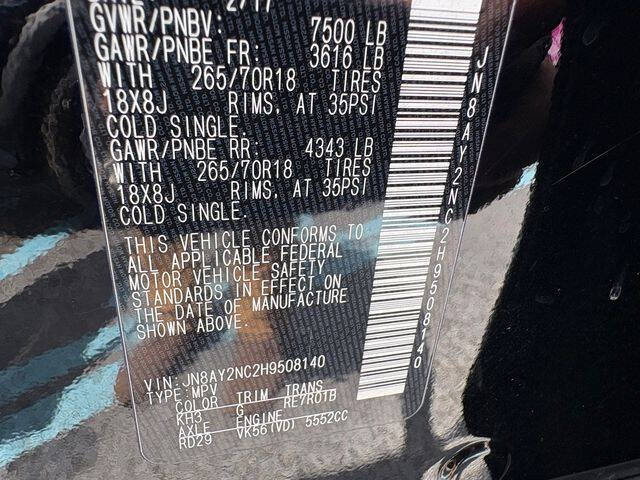 2/17
GVWR/PNBV: 7500 LB
GAWR/PNBE FR: 3616 LB
WITH 265/70R18 TIRES
18X8J RIMS, AT 35PSI
COLD SINGLE.
GAWR/PNBE RR: 4343 LB
WITH 265/70R18 TIRES
18X8J RIMS, AT 35PSI
COLD SINGLE.
THIS VEHICLE CONFORMS TO
ALL APPLICABLE FEDERAL
MOTOR VEHICLE SAFETY
STANDARDS IN EFFECT ON
THE DATE OF MANUFACTURE
SHOWN ABOVE.
VIN:JN8AY2NC2H9508140
TYPE:MPV
COLOR TRIM TRANS
KH3 G RE7R01B
AXLE ENGINE
RD29 VK56(VD) 5552CC
JN8AY2NC2H9508140